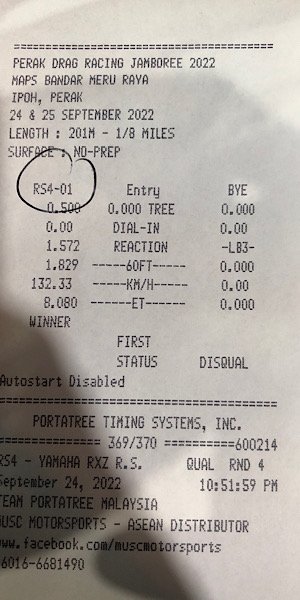 ========================================
PERAK DRAG RACING JAMBOREE 2022
MAPS BANDAR MERU RAYA
IPOH, PERAK
24 & 25 SEPTEMBER 2022
LENGTH : 201M - 1/8 MILES
SURFACE : NO-PREP
RS4-01 Entry BYE
0.500 0.000 TREE 0.000
0.00 DIAL-IN 0.00
1.572 REACTION -LB3-
1.829 -----60FT------ 0.000
132.33 ------KM/H----- 0.00
8.080 ------ET------- 0.000
WINNER
FIRST
STATUS DISQUAL
Autostart Disabled
========================================
PORTATREE TIMING SYSTEMS, INC.
=============== 369/370 ===========600214
RS4 - YAMAHA RXZ R.S. QUAL RND 4
September 24, 2022 10:51:59 PM
TEAM PORTATREE MALAYSIA
MUSC MOTORSPORTS - ASEAN DISTRIBUTOR
www.facebook.com/muscmotorsports
6016-6681490